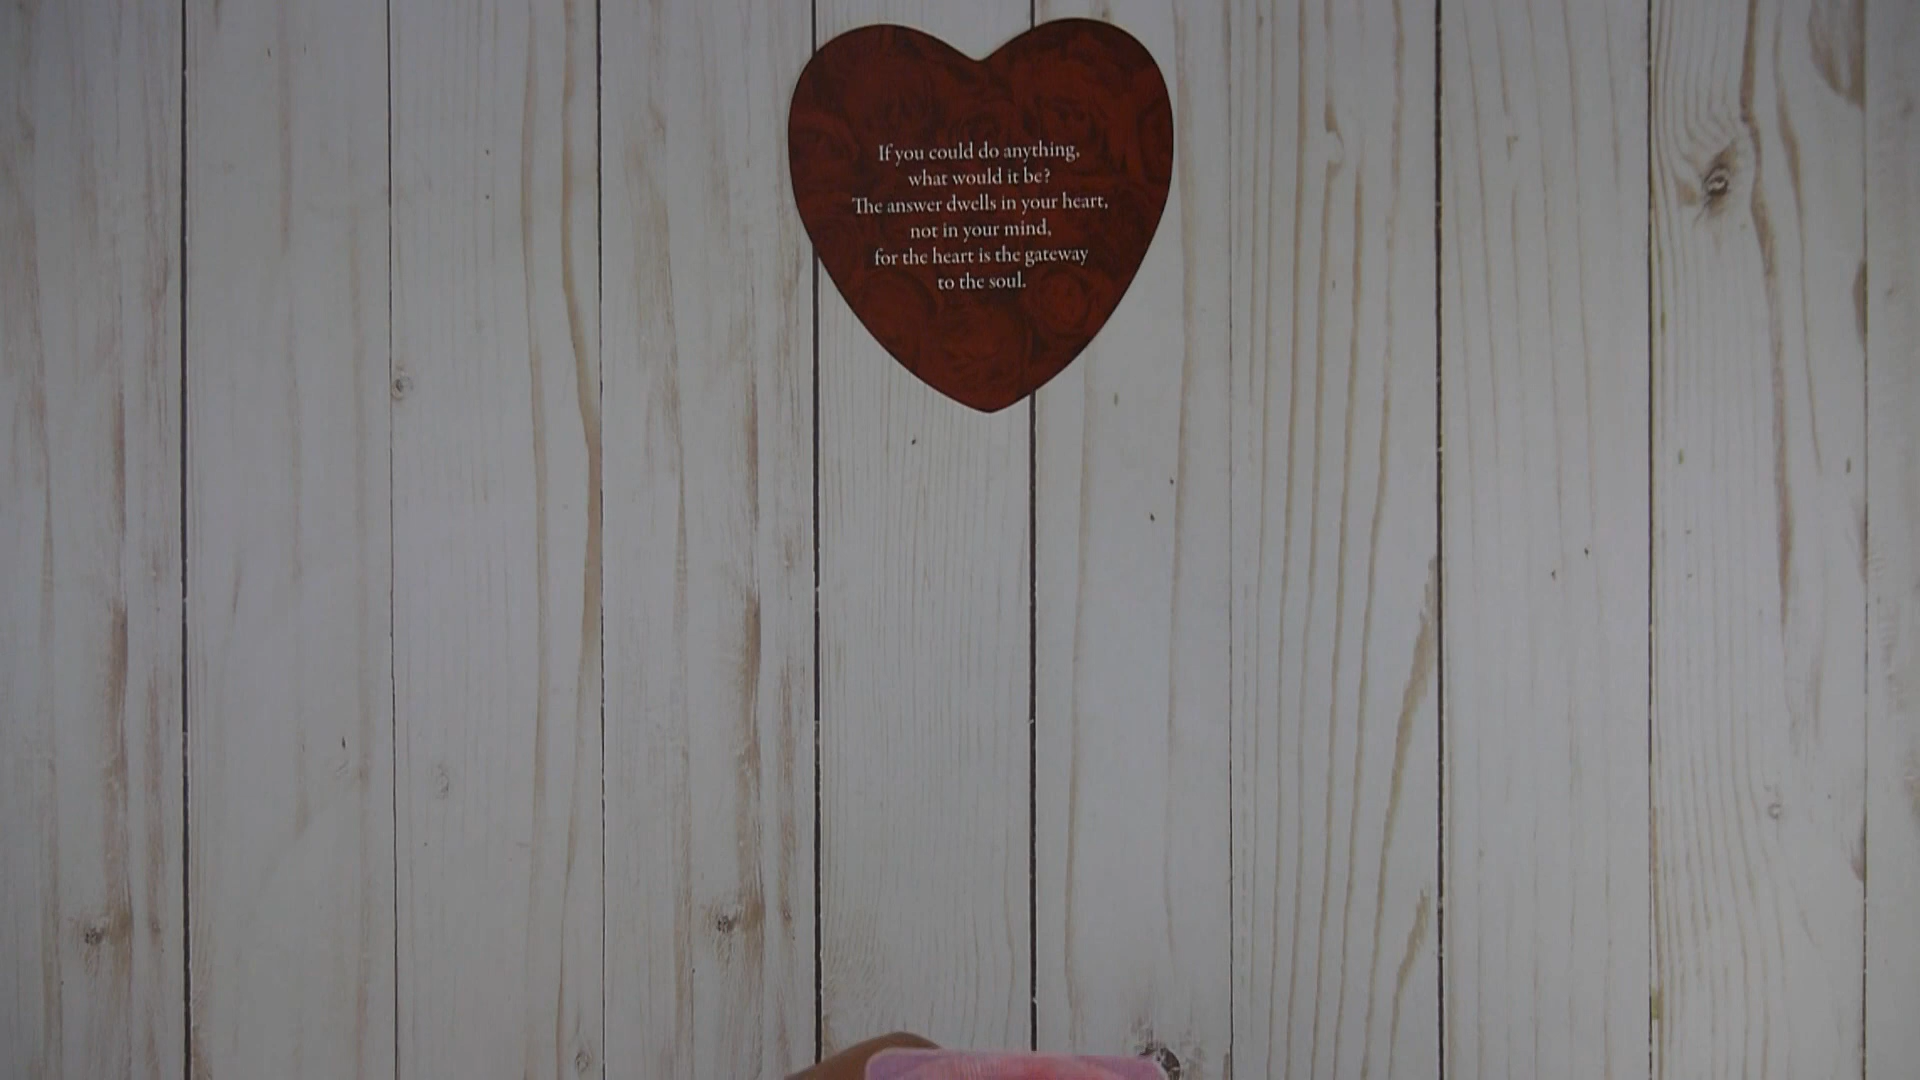 If you could do anything,
what would it be?
The answer dwells in your heart,
not in your mind,
for the heart is the gateway
to the soul.